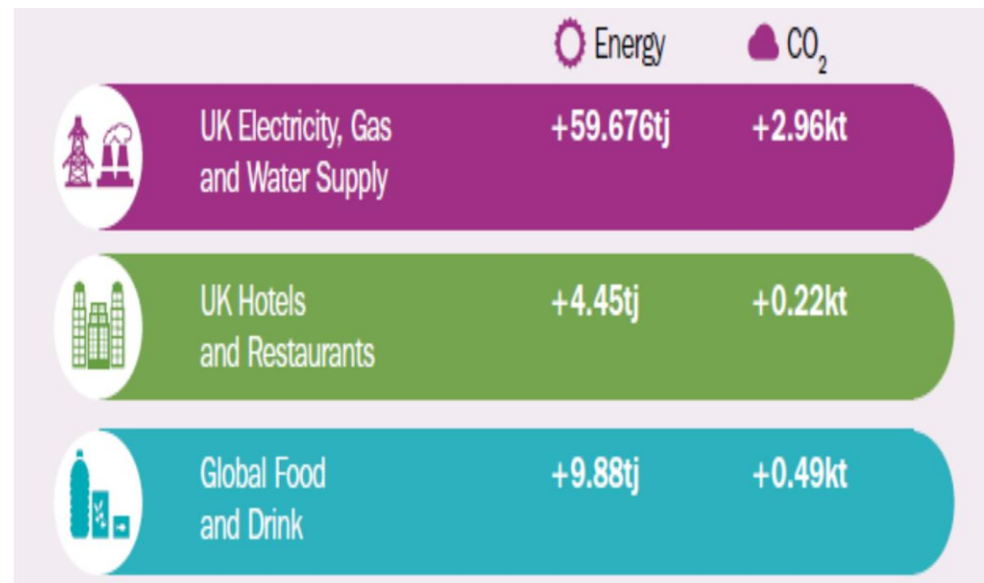 Energy CO₂
UK Electricity, Gas +59.676tj +2.96kt
and Water Supply
UK Hotels +4.45tj +0.22kt
and Restaurants
Global Food +9.88tj +0.49kt
and Drink